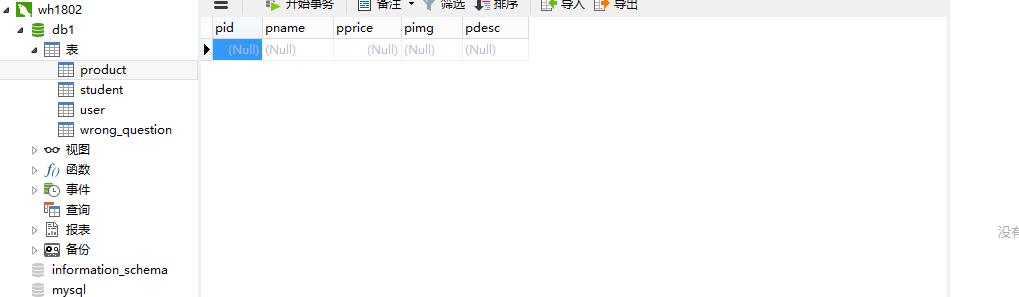 wh1802
db1
表
product
student
user
wrong_question
视图
f() 函数
事件
查询
报表
备份
information_schema
mysql
开始事务 备注 筛选 排序 导入 导出
pid pname pprice pimg pdesc
(Null) (Null) (Null) (Null) (Null)
没有